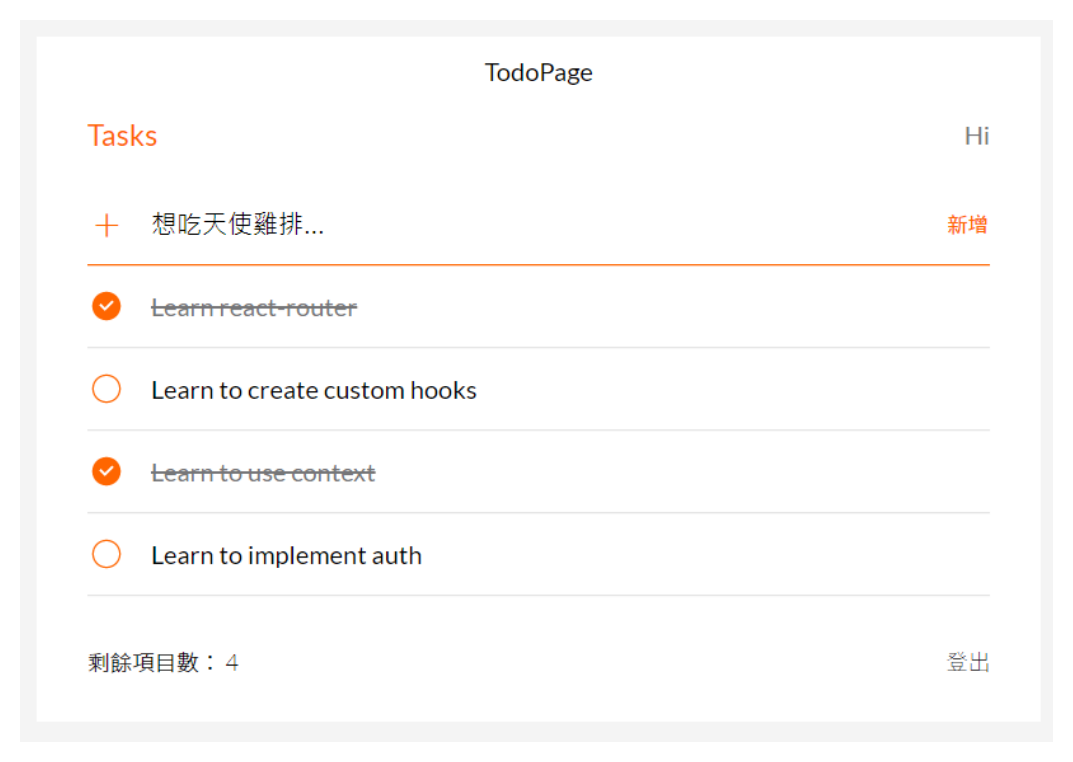 TodoPage
Tasks
Hi
想吃天使雞排...
新增
Learn react-router
Learn to create custom hooks
Learn to use context
Learn to implement auth
剩餘項目數： 4
登出